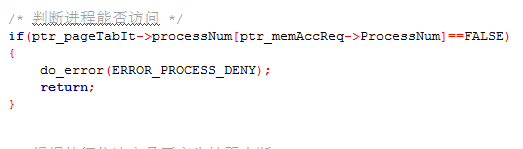 /* 判断进程能否访问 */
if(ptr_pageTabIt->processNum[ptr_memAccReq->ProcessNum]==FALSE)
{
    do_error(ERROR_PROCESS_DENY);
    return;
}